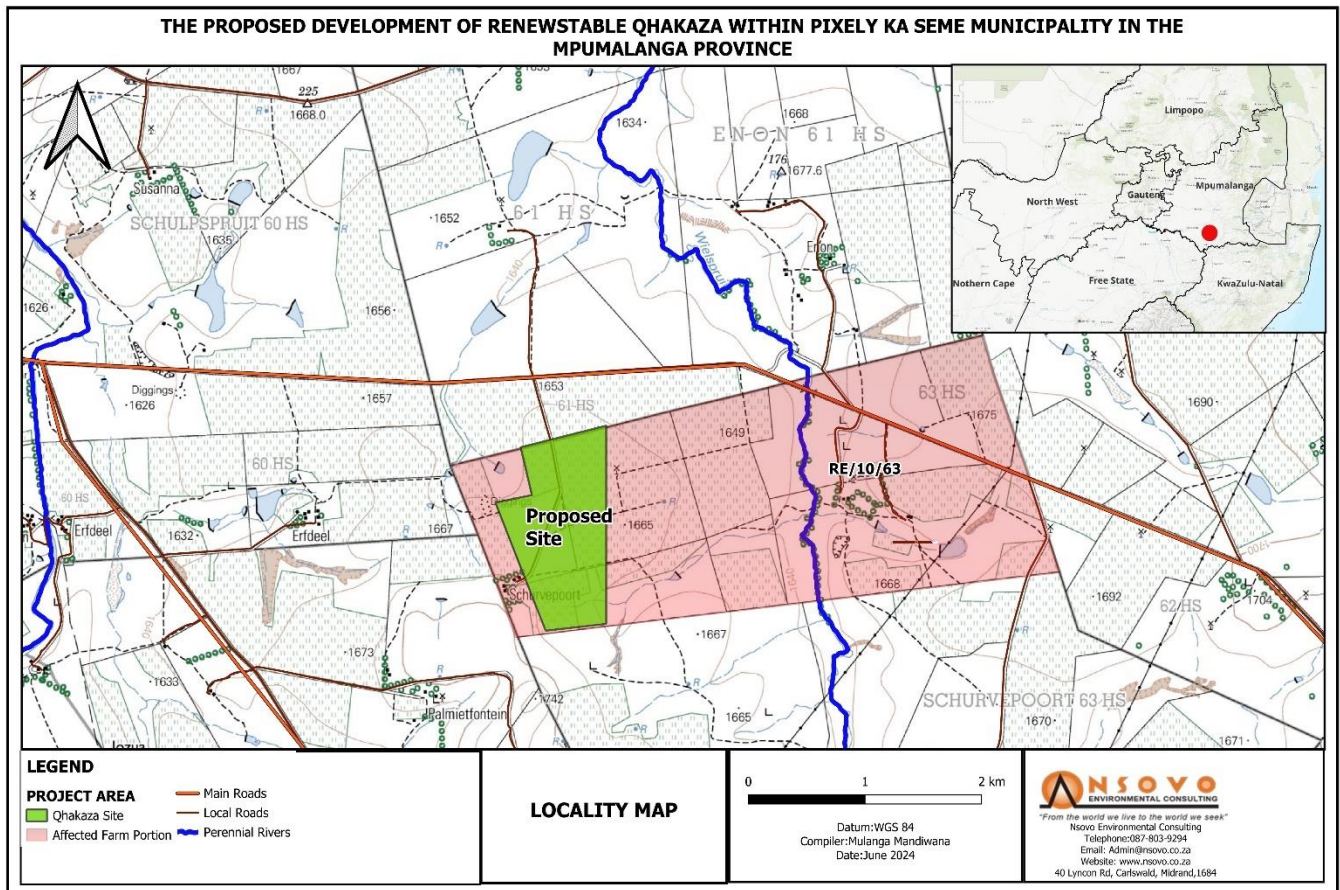 THE PROPOSED DEVELOPMENT OF RENEWSTABLE QHAKAZA WITHIN PIXELY KA SEME MUNICIPALITY IN THE
MPUMALANGA PROVINCE
1667
225
1668.0
R
Susanna
SCHULPSPRUIT 60 HS
1635
1626
1652
R
61 HS
1640
1656
1634
ENON 61 HS
1668
176
1677.6
R
Wielspruit
Enon
R
Limpopo
North West
Gauteng
Mpumalanga
Free State
KwaZulu-Natal
Nothern Cape
Diggings
1626
1657
1653
61 HS
60 HS
60 HS
Erfdeel
1632
Erfdeel
1667
R
Proposed
Site
Schurvepoort
1649
1665
R
63 HS
1675
RE/10/63
1668
1640
1690
1700
1692
62 HS
1704
1640
1633
1673
R
Palmietfontein
1742
1667
1665
R
R
SCHURVEPOORT 63 HS
1670
1671
LEGEND
PROJECT AREA
Qhakaza Site
Affected Farm Portion
Main Roads
Local Roads
Perennial Rivers
LOCALITY MAP
0 1 2 km
Datum:WGS 84
Compiler:Mulanga Mandiwana
Date:June 2024
NSOVO
ENVIRONMENTAL CONSULTING
"From the world we live to the world we seek"
Nsovo Environmental Consulting
Telephone:087-803-9294
Email: Admin@nsovo.co.za
Website: www.nsovo.co.za
40 Lyncon Rd, Carlswald, Midrand,1684